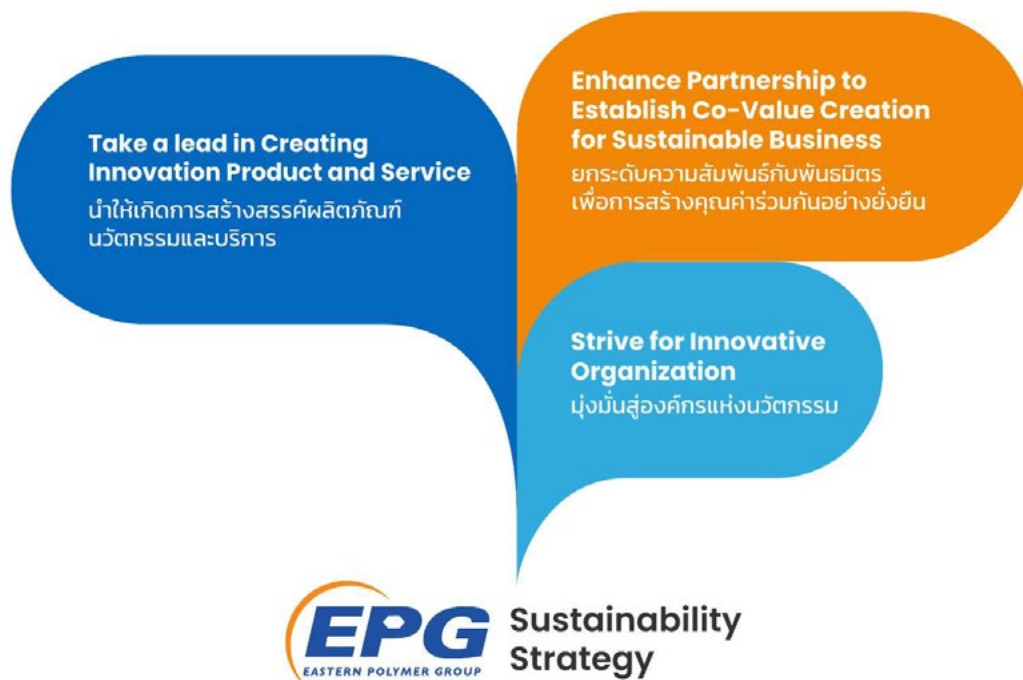 Take a lead in Creating
Innovation Product and Service
นำให้เกิดการสร้างสรรค์ผลิตภัณฑ์
นวัตกรรมและบริการ
Enhance Partnership to
Establish Co-Value Creation
for Sustainable Business
ยกระดับความสัมพันธ์กับพันธมิตร
เพื่อการสร้างคุณค่าร่วมกันอย่างยั่งยืน
Strive for Innovative
Organization
มุ่งมั่นสู่องค์กรแห่งนวัตกรรม
EPG
EASTERN POLYMER GROUP
Sustainability
Strategy